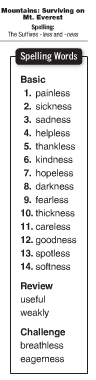 Mountains: Surviving on
Mt. Everest
Spelling:
The Suffixes -less and -ness
Spelling Words
Basic
1. painless
2. sickness
3. sadness
4. helpless
5. thankless
6. kindness
7. hopeless
8. darkness
9. fearless
10. thickness
11. careless
12. goodness
13. spotless
14. softness
Review
useful
weakly
Challenge
breathless
eagerness